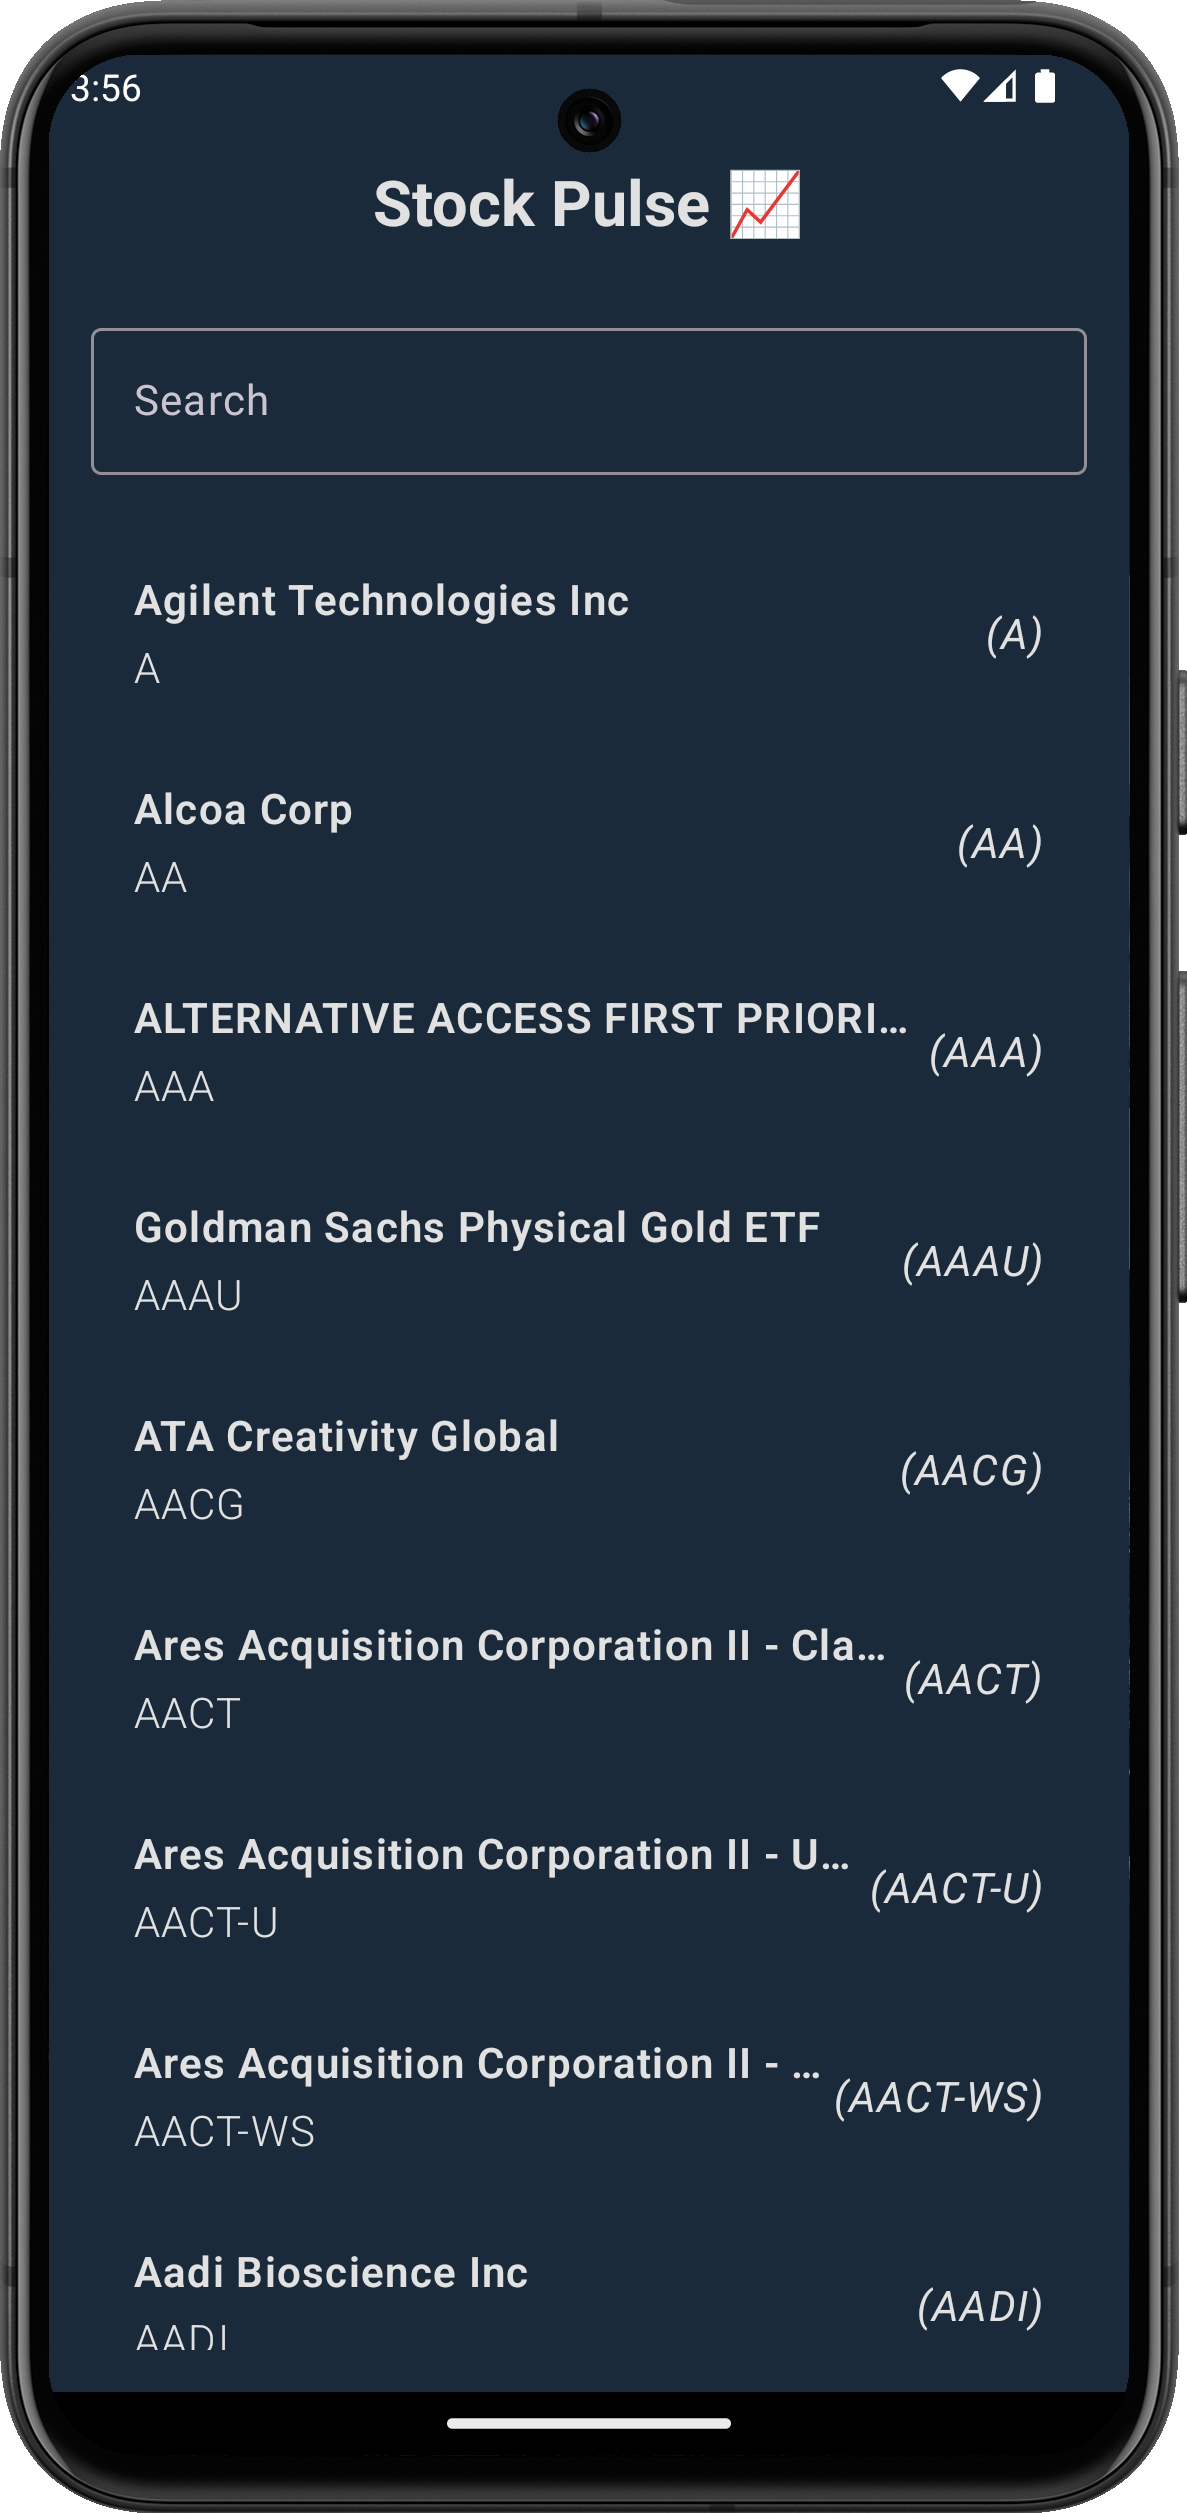 3:56
Stock Pulse 📈
Search
Agilent Technologies Inc
(A)
A
Alcoa Corp
(AA)
AA
ALTERNATIVE ACCESS FIRST PRIORI...
(AAA)
AAA
Goldman Sachs Physical Gold ETF
(AAAU)
AAAU
ATA Creativity Global
(AACG)
AACG
Ares Acquisition Corporation II - Cla...
(AACT)
AACT
Ares Acquisition Corporation II - U...
(AACT-U)
AACT-U
Ares Acquisition Corporation II - ...
(AACT-WS)
AACT-WS
Aadi Bioscience Inc
(AADI)
AADI